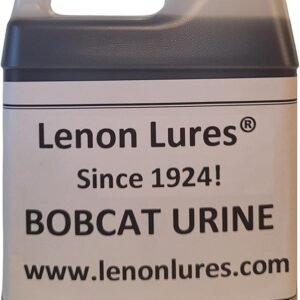 Lenon Lures®
Since 1924!
BOBCAT URINE
www.lenonlures.com